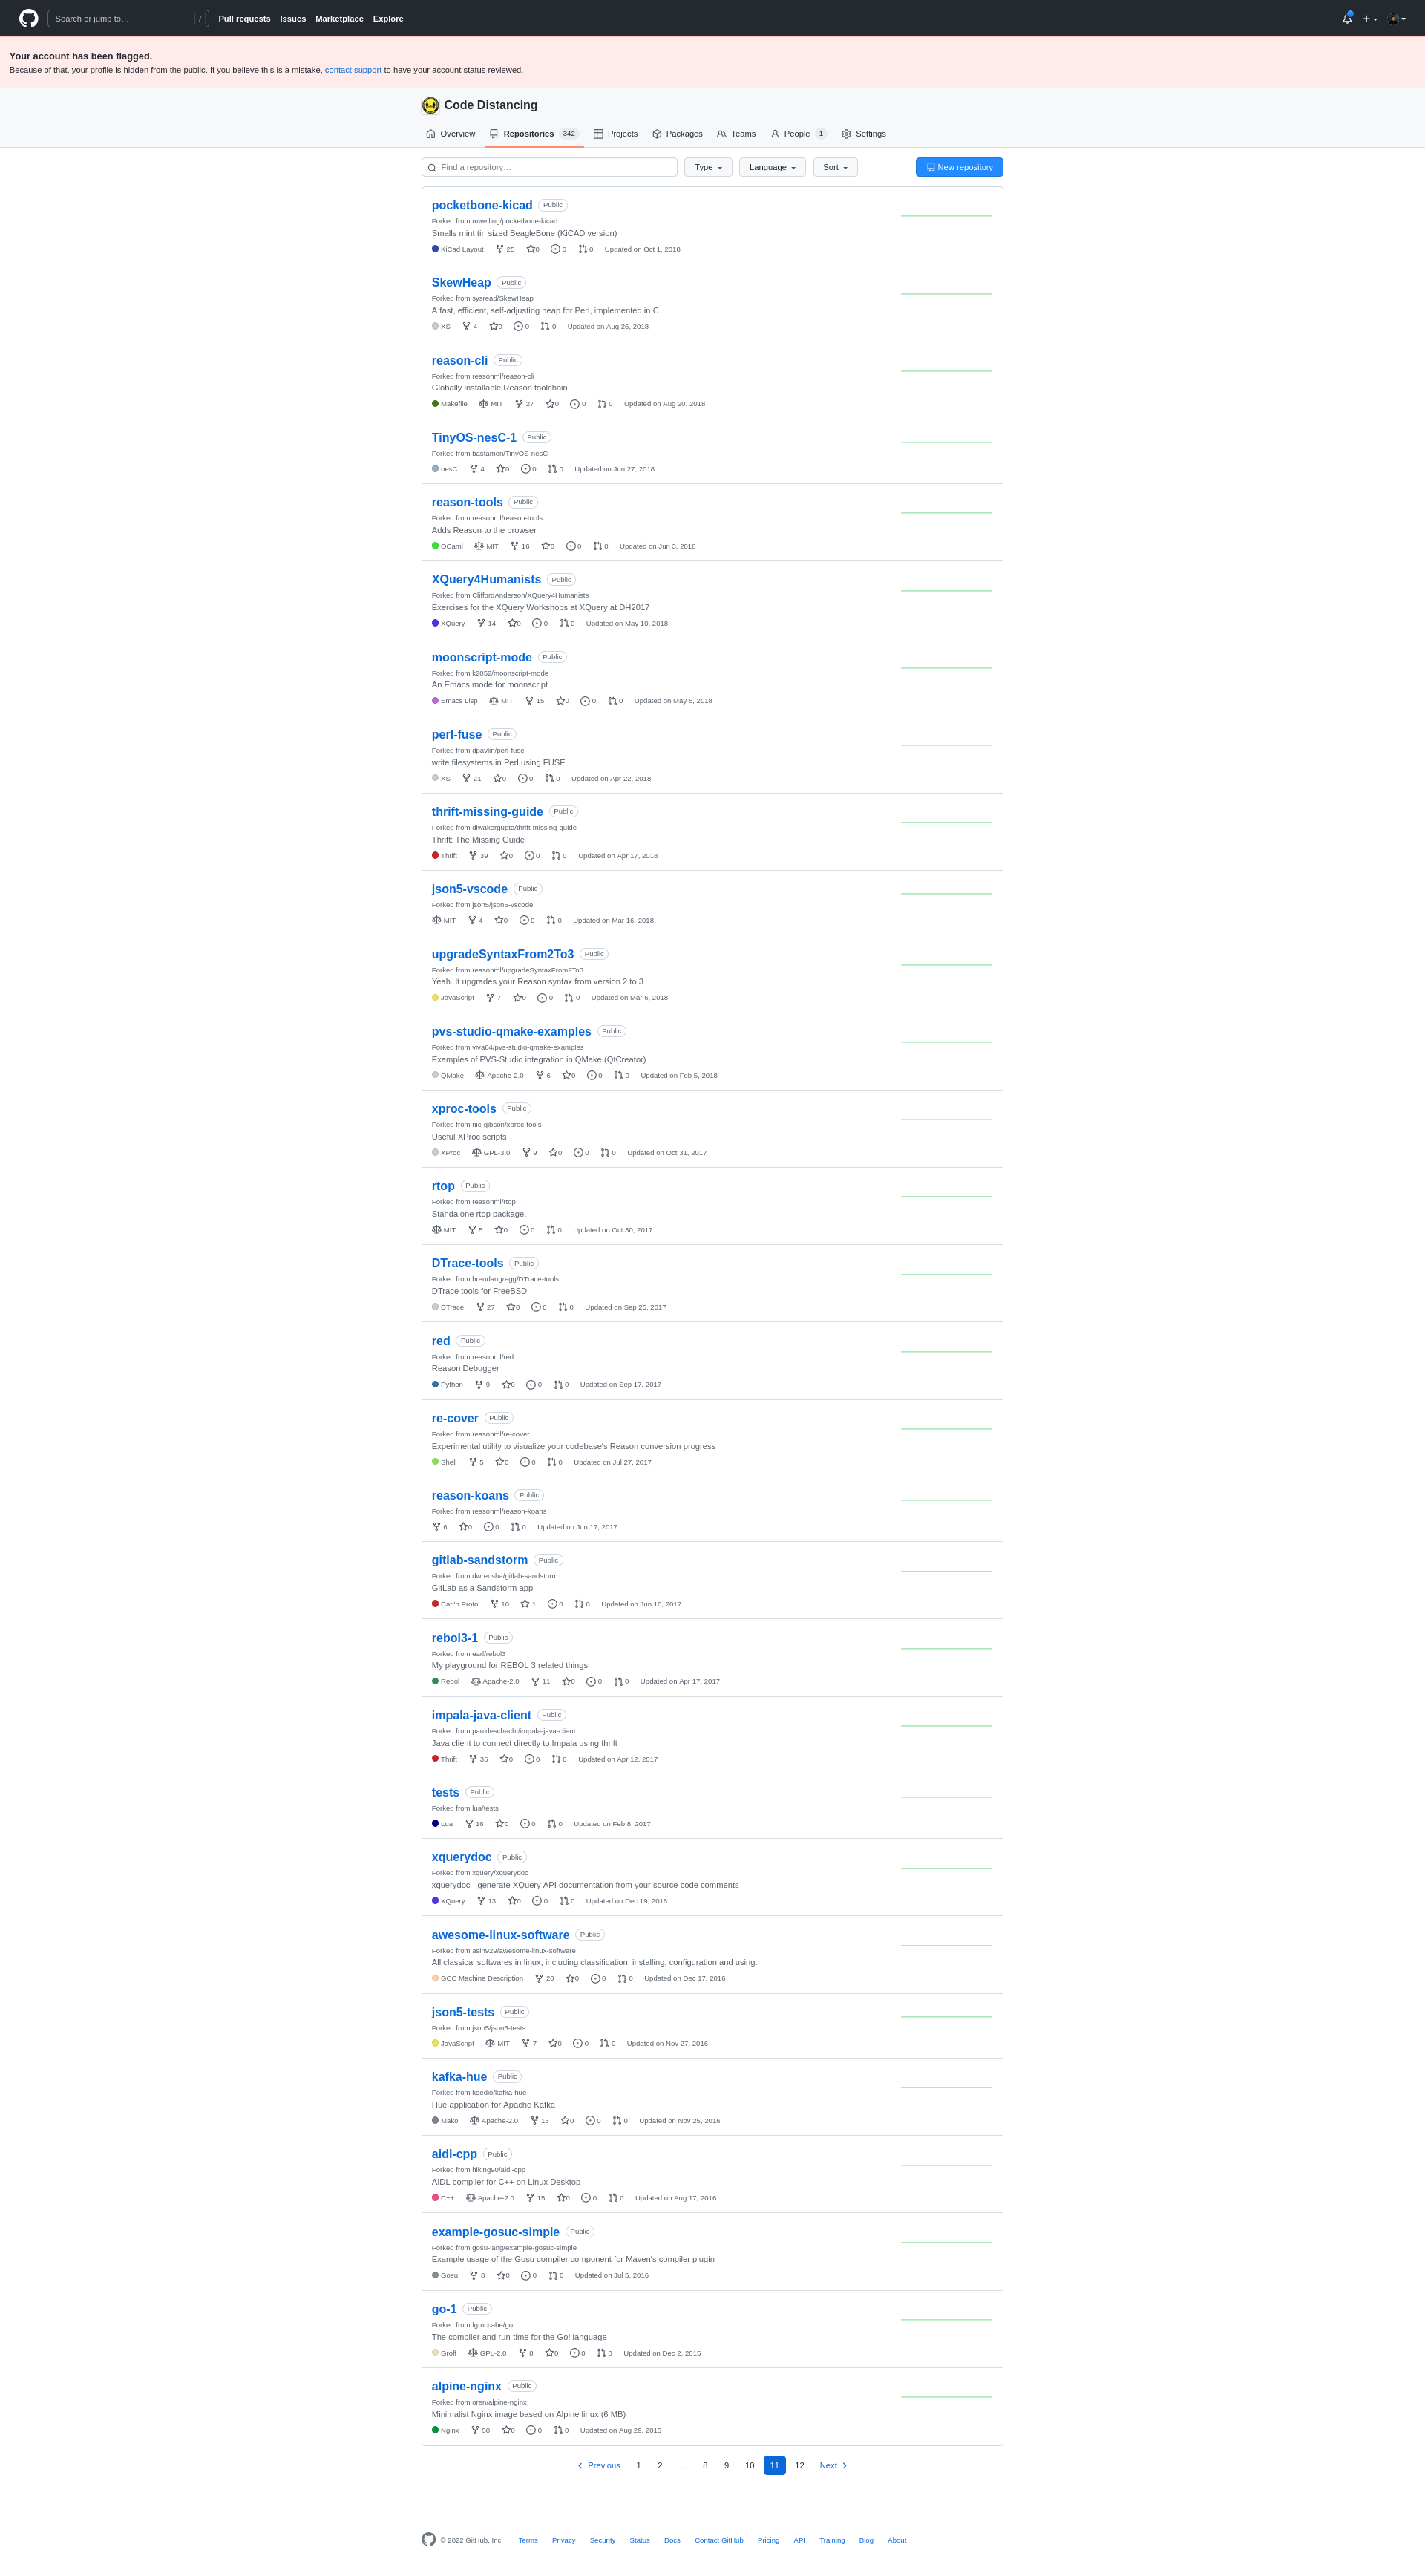 Search or jump to… /
Pull requests Issues Marketplace Explore
Your account has been flagged.
Because of that, your profile is hidden from the public. If you believe this is a mistake, contact support to have your account status reviewed.
Code Distancing
Overview Repositories 342 Projects Packages Teams People 1 Settings
Find a repository… Type Language Sort New repository
pocketbone-kicad Public
Forked from mwelling/pocketbone-kicad
Smalls mint tin sized BeagleBone (KiCAD version)
KiCad Layout 25 0 0 0 Updated on Oct 1, 2018
SkewHeap Public
Forked from sysread/SkewHeap
A fast, efficient, self-adjusting heap for Perl, implemented in C
XS 4 0 0 0 Updated on Aug 26, 2018
reason-cli Public
Forked from reasonml/reason-cli
Globally installable Reason toolchain.
Makefile MIT 27 0 0 0 Updated on Aug 20, 2018
TinyOS-nesC-1 Public
Forked from bastamon/TinyOS-nesC
nesC 4 0 0 0 Updated on Jun 27, 2018
reason-tools Public
Forked from reasonml/reason-tools
Adds Reason to the browser
OCaml MIT 16 0 0 0 Updated on Jun 3, 2018
XQuery4Humanists Public
Forked from CliffordAnderson/XQuery4Humanists
Exercises for the XQuery Workshops at XQuery at DH2017
XQuery 14 0 0 0 Updated on May 10, 2018
moonscript-mode Public
Forked from k2052/moonscript-mode
An Emacs mode for moonscript
Emacs Lisp MIT 15 0 0 0 Updated on May 5, 2018
perl-fuse Public
Forked from dpavlin/perl-fuse
write filesystems in Perl using FUSE
XS 21 0 0 0 Updated on Apr 22, 2018
thrift-missing-guide Public
Forked from diwakergupta/thrift-missing-guide
Thrift: The Missing Guide
Thrift 39 0 0 0 Updated on Apr 17, 2018
json5-vscode Public
Forked from json5/json5-vscode
MIT 4 0 0 0 Updated on Mar 16, 2018
upgradeSyntaxFrom2To3 Public
Forked from reasonml/upgradeSyntaxFrom2To3
Yeah. It upgrades your Reason syntax from version 2 to 3
JavaScript 7 0 0 0 Updated on Mar 6, 2018
pvs-studio-qmake-examples Public
Forked from viva64/pvs-studio-qmake-examples
Examples of PVS-Studio integration in QMake (QtCreator)
QMake Apache-2.0 6 0 0 0 Updated on Feb 5, 2018
xproc-tools Public
Forked from nic-gibson/xproc-tools
Useful XProc scripts
XProc GPL-3.0 9 0 0 0 Updated on Oct 31, 2017
rtop Public
Forked from reasonml/rtop
Standalone rtop package.
MIT 5 0 0 0 Updated on Oct 30, 2017
DTrace-tools Public
Forked from brendangregg/DTrace-tools
DTrace tools for FreeBSD
DTrace 27 0 0 0 Updated on Sep 25, 2017
red Public
Forked from reasonml/red
Reason Debugger
Python 9 0 0 0 Updated on Sep 17, 2017
re-cover Public
Forked from reasonml/re-cover
Experimental utility to visualize your codebase's Reason conversion progress
Shell 5 0 0 0 Updated on Jul 27, 2017
reason-koans Public
Forked from reasonml/reason-koans
6 0 0 0 Updated on Jun 17, 2017
gitlab-sandstorm Public
Forked from dwrensha/gitlab-sandstorm
GitLab as a Sandstorm app
Cap'n Proto 10 1 0 0 Updated on Jun 10, 2017
rebol3-1 Public
Forked from earl/rebol3
My playground for REBOL 3 related things
Rebol Apache-2.0 11 0 0 0 Updated on Apr 17, 2017
impala-java-client Public
Forked from pauldeschacht/impala-java-client
Java client to connect directly to Impala using thrift
Thrift 35 0 0 0 Updated on Apr 12, 2017
tests Public
Forked from lua/tests
Lua 16 0 0 0 Updated on Feb 8, 2017
xquerydoc Public
Forked from xquery/xquerydoc
xquerydoc - generate XQuery API documentation from your source code comments
XQuery 13 0 0 0 Updated on Dec 19, 2016
awesome-linux-software Public
Forked from asin929/awesome-linux-software
All classical softwares in linux, including classification, installing, configuration and using.
GCC Machine Description 20 0 0 0 Updated on Dec 17, 2016
json5-tests Public
Forked from json5/json5-tests
JavaScript MIT 7 0 0 0 Updated on Nov 27, 2016
kafka-hue Public
Forked from keedio/kafka-hue
Hue application for Apache Kafka
Mako Apache-2.0 13 0 0 0 Updated on Nov 25, 2016
aidl-cpp Public
Forked from hiking90/aidl-cpp
AIDL compiler for C++ on Linux Desktop
C++ Apache-2.0 15 0 0 0 Updated on Aug 17, 2016
example-gosuc-simple Public
Forked from gosu-lang/example-gosuc-simple
Example usage of the Gosu compiler component for Maven's compiler plugin
Gosu 8 0 0 0 Updated on Jul 5, 2016
go-1 Public
Forked from fgmccabe/go
The compiler and run-time for the Go! language
Groff GPL-2.0 8 0 0 0 Updated on Dec 2, 2015
alpine-nginx Public
Forked from oren/alpine-nginx
Minimalist Nginx image based on Alpine linux (6 MB)
Nginx 50 0 0 0 Updated on Aug 29, 2015
Previous 1 2 … 8 9 10 11 12 Next
© 2022 GitHub, Inc. Terms Privacy Security Status Docs Contact GitHub Pricing API Training Blog About